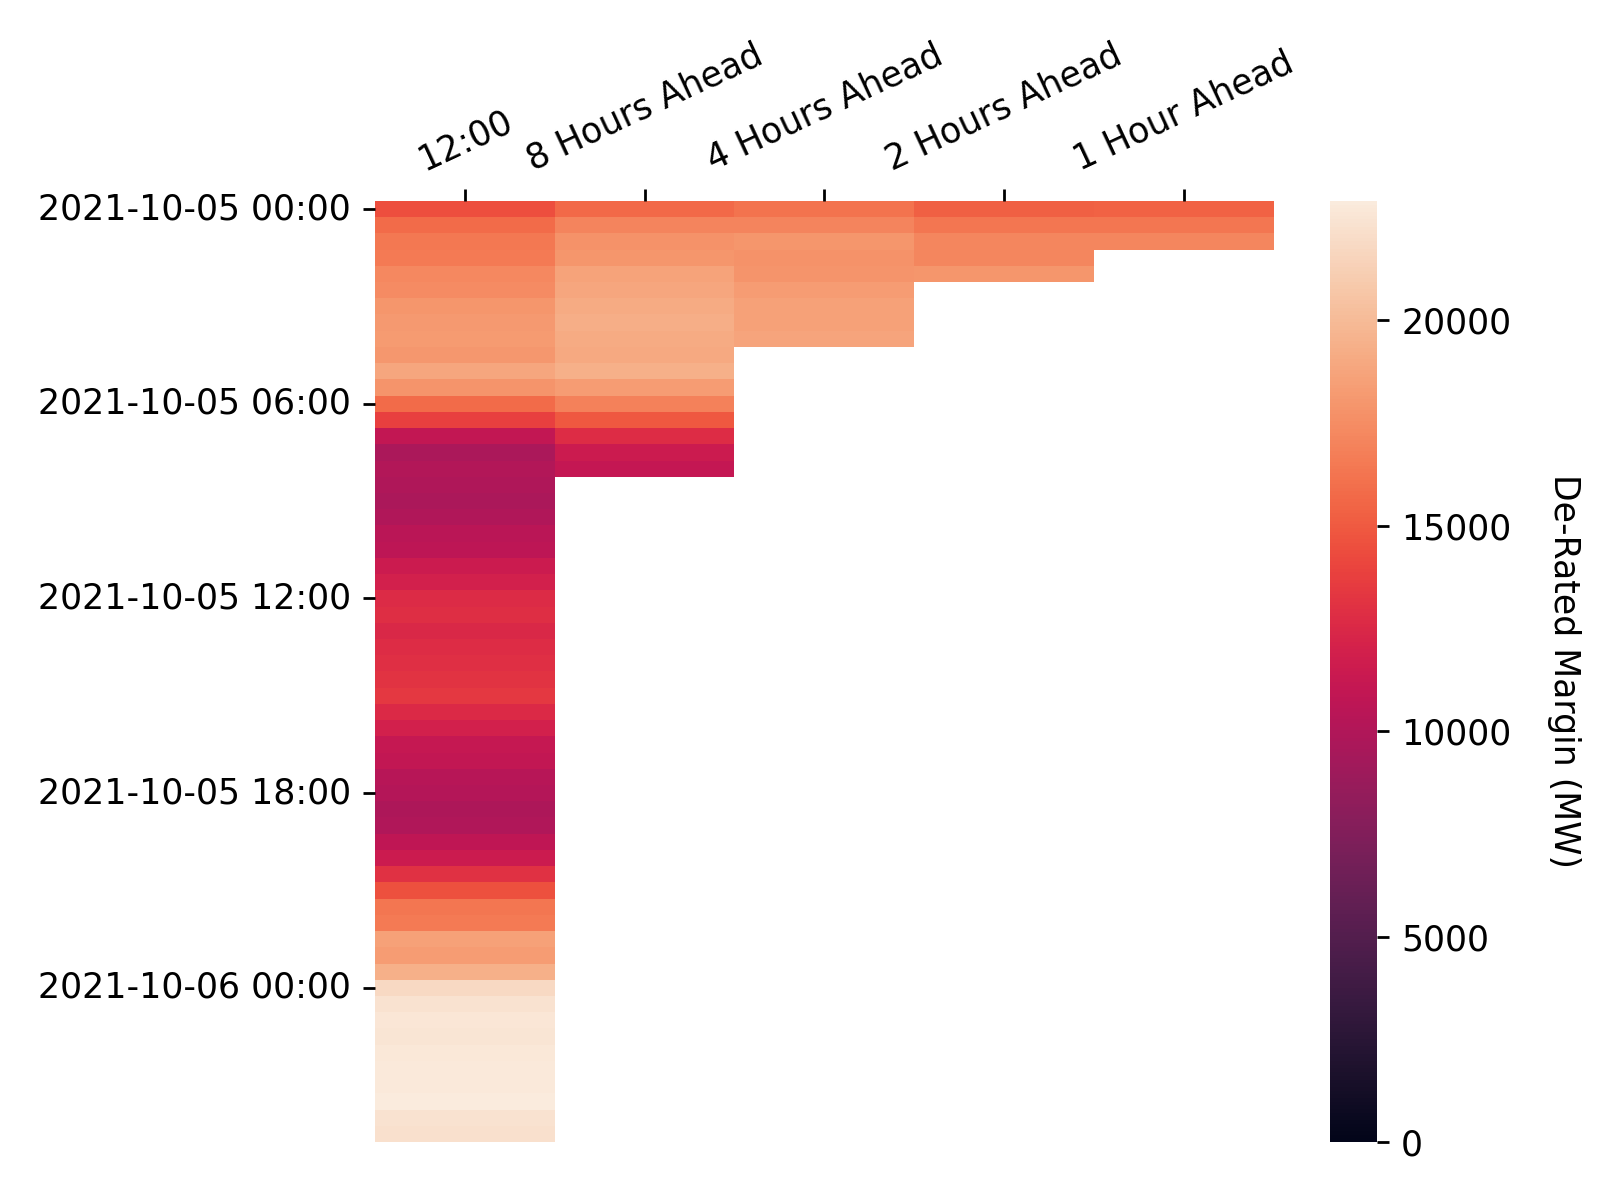 12:00
8 Hours Ahead
4 Hours Ahead
2 Hours Ahead
1 Hour Ahead
2021-10-05 00:00
2021-10-05 06:00
2021-10-05 12:00
2021-10-05 18:00
2021-10-06 00:00
20000
15000
10000
5000
0
De-Rated Margin (MW)